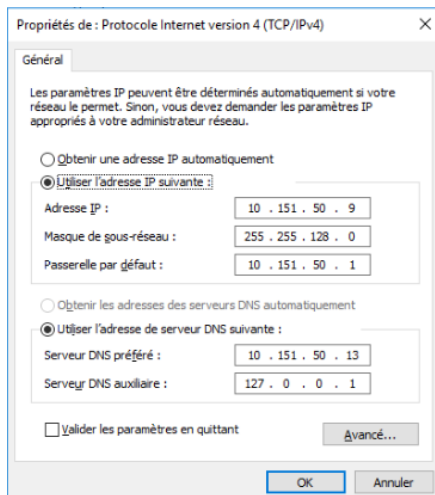 Propriétés de : Protocole Internet version 4 (TCP/IPv4)
Général
Les paramètres IP peuvent être déterminés automatiquement si votre
réseau le permet. Sinon, vous devez demander les paramètres IP
appropriés à votre administrateur réseau.
Obtenir une adresse IP automatiquement
Utiliser l'adresse IP suivante :
Adresse IP : 10 . 151 . 50 . 9
Masque de sous-réseau : 255 . 255 . 128 . 0
Passerelle par défaut : 10 . 151 . 50 . 1
Obtenir les adresses des serveurs DNS automatiquement
Utiliser l'adresse de serveur DNS suivante :
Serveur DNS préféré : 10 . 151 . 50 . 13
Serveur DNS auxiliaire : 127 . 0 . 0 . 1
Valider les paramètres en quittant
Avancé...
OK Annuler